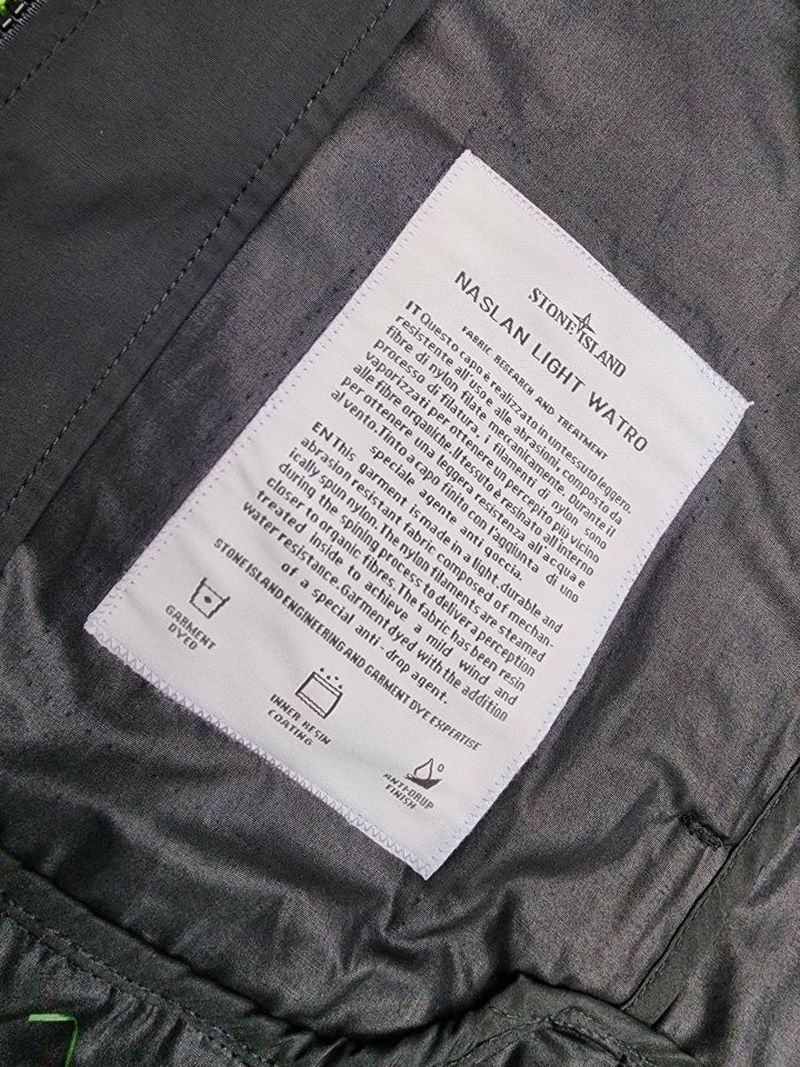 STONE ISLAND
NASLAN LIGHT WATRO
FABRIC RESEARCH AND TREATMENT
IT Questo capo è realizzato in un tessuto leggero,
resistente all'uso e alle abrasioni, composto da
fibre di nylon filate meccanicamente. Durante il
processo di filatura, i filamenti di nylon sono
vaporizzati per ottenere un percepito più vicino
alle fibre organiche. Il tessuto è resinato all'interno
per ottenere una leggera resistenza all'acqua e
al vento. Tinto a capo finito con l'aggiunta di uno
speciale agente anti goccia.
EN This garment is made in a light, durable and
abrasion resistant fabric composed of mechan-
ically spun nylon. The nylon filaments are steamed
during the spining process to deliver a perception
closer to organic fibres. The fabric has been resin
treated inside to achieve a mild wind and
water resistance. Garment dyed with the addition
of a special anti-drop agent.
STONE ISLAND ENGINEERING AND GARMENT DYE EXPERTISE
GARMENT
DYED
INNER RESIN
COATING
ANTI-DROP
FINISH